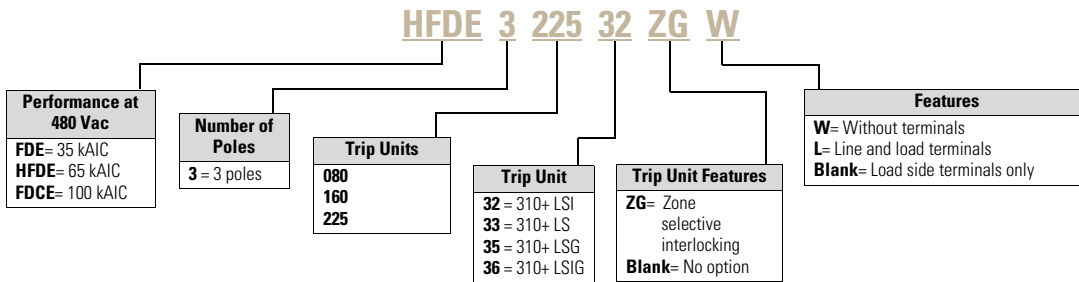 HFDE 3 225 32 ZG W
Performance at
480 Vac
FDE= 35 kAIC
HFDE= 65 kAIC
FDCE= 100 kAIC
Number of
Poles
3 = 3 poles
Trip Units
080
160
225
Trip Unit
32 = 310+ LSI
33 = 310+ LS
35 = 310+ LSG
36 = 310+ LSIG
Trip Unit Features
ZG= Zone
selective
interlocking
Blank= No option
Features
W= Without terminals
L= Line and load terminals
Blank= Load side terminals only